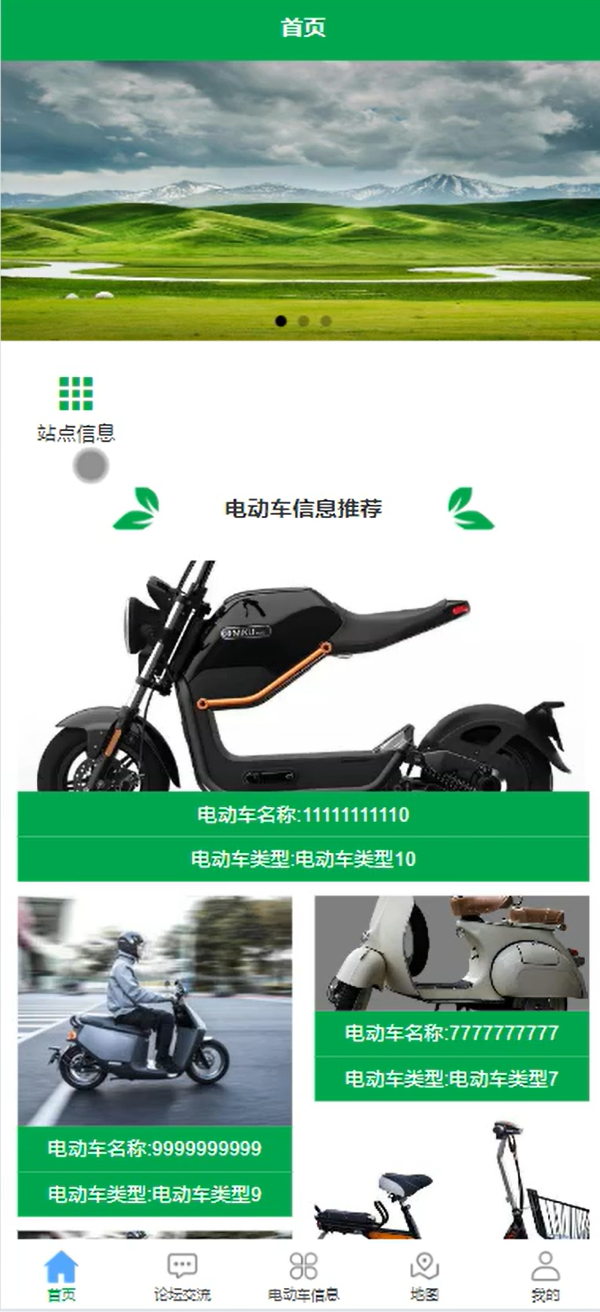 首页
站点信息
电动车信息推荐
电动车名称:11111111110
电动车类型:电动车类型10
电动车名称:9999999999
电动车类型:电动车类型9
电动车名称:7777777777
电动车类型:电动车类型7
首页
论坛交流
电动车信息
地图
我的